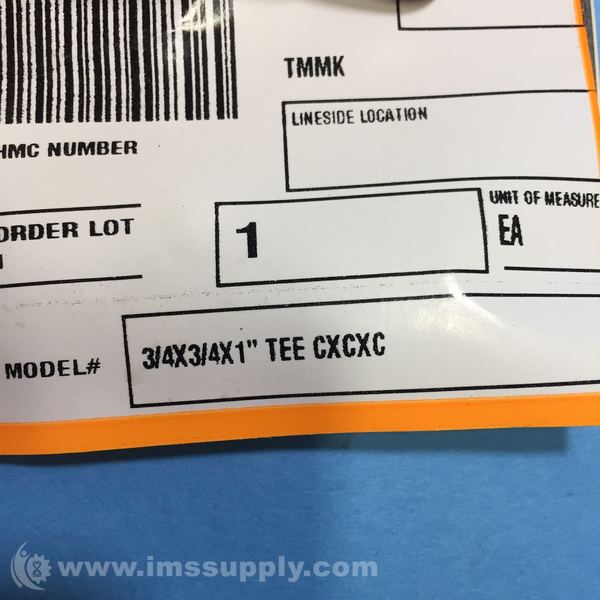 TMMK
HMC NUMBER
LINESIDE LOCATION
ORDER LOT
1
UNIT OF MEASURE
EA
MODEL#
3/4X3/4X1" TEE CXCXC
www.imssupply.com